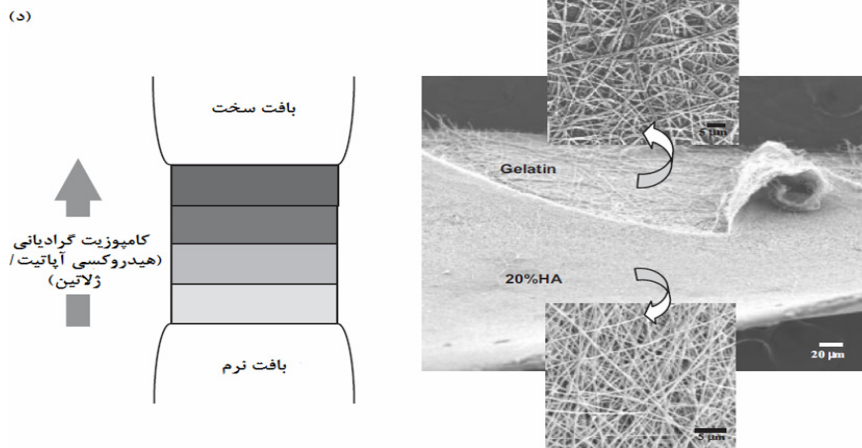 (د)
بافت سخت
کامپوزیت گرادیانی
(هیدروکسی آپاتیت/
ژلاتین)
بافت نرم
5 µm
Gelatin
20%HA
20 µm
5 µm